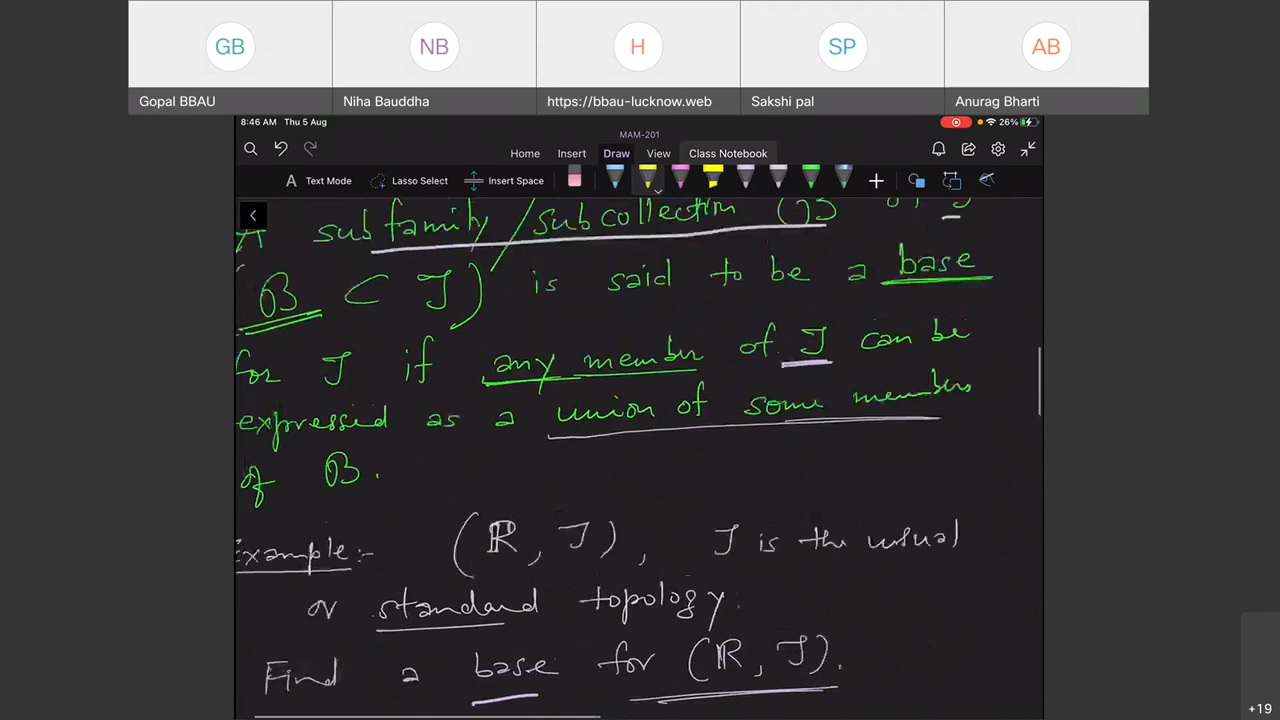 GB NB H SP AB
Gopal BBAU Niha Bauddha https://bbau-lucknow.web Sakshi pal Anurag Bharti
8:46 AM Thu 5 Aug 26%
MAM-201
Home Insert Draw View Class Notebook
Text Mode Lasso Select Insert Space
A subfamily/subcollection
B ⊂ J) is said to be a base
for J if any member of J can be
expressed as a union of some members
of B.
Example:- (ℝ, J), J is the usual
or standard topology.
Find a base for (ℝ, J).
+19